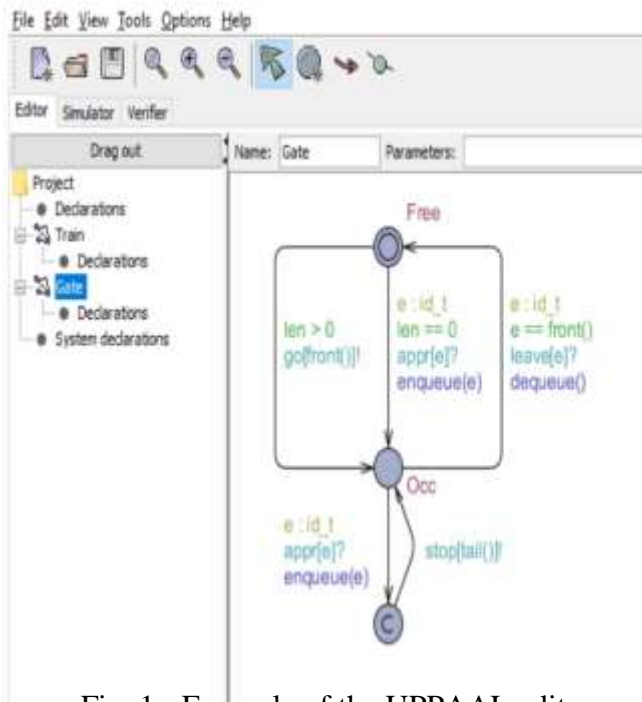 File Edit View Tools Options Help
Editor Simulator Verifier
Drag out
Name: Gate Parameters:
Project
Declarations
Train
Declarations
Gate
Declarations
System declarations
Free
len > 0
go[front()]!
e : id_t
len == 0
appr[e]?
enqueue(e)
e : id_t
e == front()
leave[e]?
dequeue()
Occ
e : id_t
appr[e]?
enqueue(e)
stop[tail()]!
C